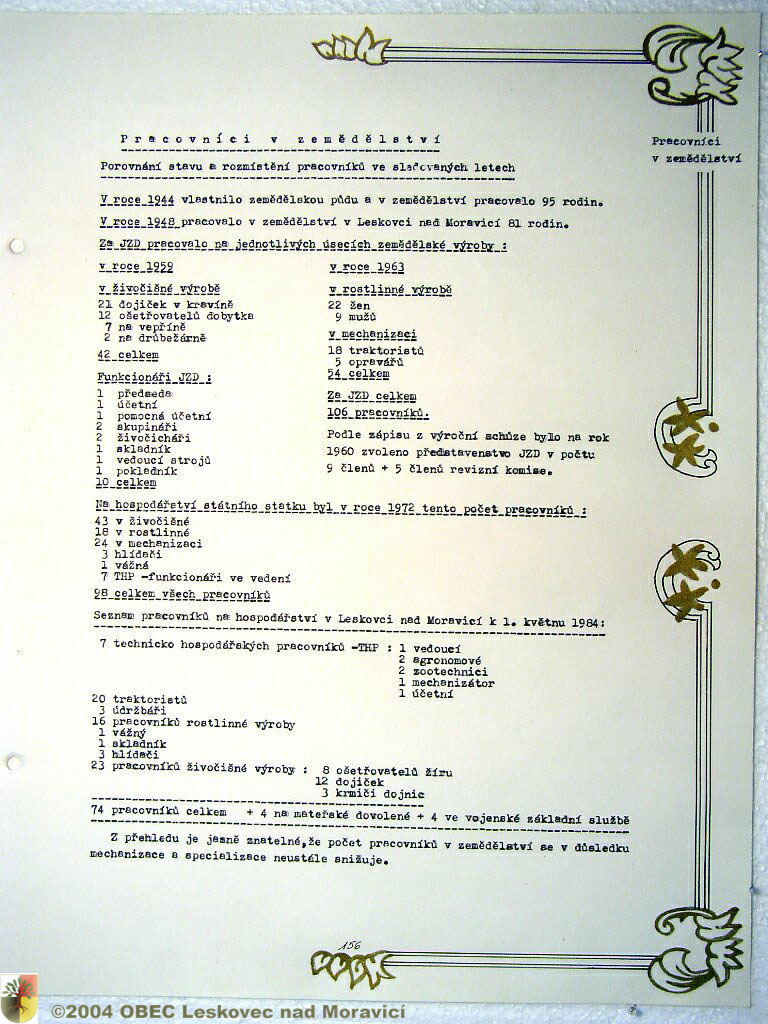 Pracovníci v zemědělství
Pracovníci
v zemědělství
Porovnání stavu a rozmístění pracovníků ve sledovaných letech
V roce 1944 vlastnilo zemědělskou půdu a v zemědělství pracovalo 95 rodin.
V roce 1948 pracovalo v zemědělství v Leskovci nad Moravicí 81 rodin.
Za JZD pracovalo na jednotlivých úsecích zemědělské výroby :
v roce 1959
v živočišné výrobě
21 dojiček v kravíně
12 ošetřovatelů dobytka
7 na vepříně
2 na drůbežárně
42 celkem
Funkcionáři JZD :
1 předseda
1 účetní
1 pomocná účetní
2 skupináři
2 živočicháři
1 skladník
1 vedoucí strojů
1 pokladník
10 celkem
v roce 1963
v rostlinné výrobě
22 žen
9 mužů
v mechanizaci
18 traktoristů
5 opravářů
54 celkem
Za JZD celkem
106 pracovníků.
Podle zápisu z výroční schůze bylo na rok
1960 zvoleno představenstvo JZD v počtu
9 členů + 5 členů revizní komise.
Na hospodářství státního statku byl v roce 1972 tento počet pracovníků :
43 v živočišné
18 v rostlinné
24 v mechanizaci
3 hlídači
1 vážná
7 THP -funkcionáři ve vedení
98 celkem všech pracovníků
Seznam pracovníků na hospodářství v Leskovci nad Moravicí k 1. květnu 1984:
7 technicko hospodářských pracovníků -THP : 1 vedoucí
2 agronomové
2 zootechnici
1 mechanizátor
1 účetní
20 traktoristů
3 údržbáři
16 pracovníků rostlinné výroby
1 vážný
1 skladník
3 hlídači
23 pracovníků živočišné výroby : 8 ošetřovatelů žíru
12 dojiček
3 krmiči dojnic
74 pracovníků celkem + 4 na mateřské dovolené + 4 ve vojenské základní službě
Z přehledu je jasně znatelné,že počet pracovníků v zemědělství se v důsledku
mechanizace a specializace neustále snižuje.
156
©2004 OBEC Leskovec nad Moravicí